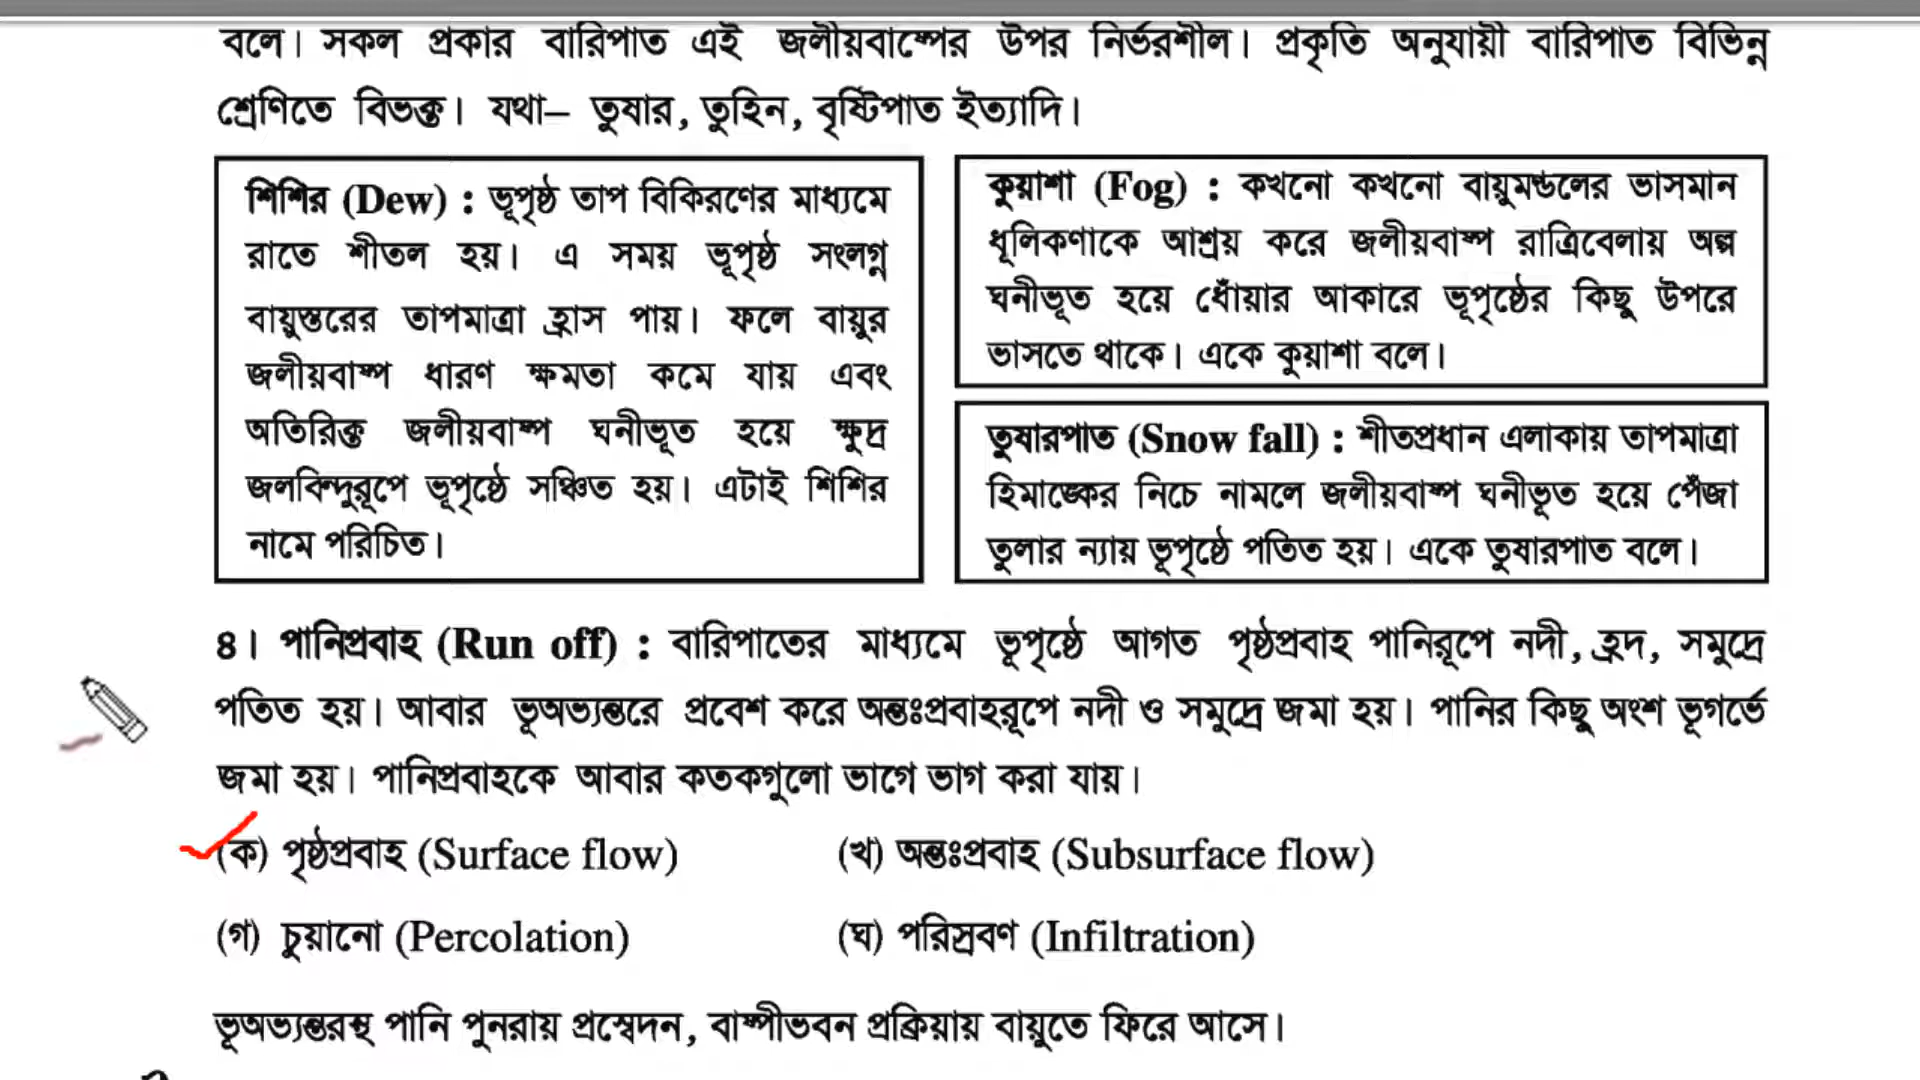 বলে। সকল প্রকার বারিপাত এই জলীয়বাষ্পের উপর নির্ভরশীল। প্রকৃতি অনুযায়ী বারিপাত বিভিন্ন
শ্রেণিতে বিভক্ত। যথা– তুষার, তুহিন, বৃষ্টিপাত ইত্যাদি।
শিশির (Dew) : ভূপৃষ্ঠ তাপ বিকিরণের মাধ্যমে
রাতে শীতল হয়। এ সময় ভূপৃষ্ঠ সংলগ্ন
বায়ুস্তরের তাপমাত্রা হ্রাস পায়। ফলে বায়ুর
জলীয়বাষ্প ধারণ ক্ষমতা কমে যায় এবং
অতিরিক্ত জলীয়বাষ্প ঘনীভূত হয়ে ক্ষুদ্র
জলবিন্দুরূপে ভূপৃষ্ঠে সঞ্চিত হয়। এটাই শিশির
নামে পরিচিত।
কুয়াশা (Fog) : কখনো কখনো বায়ুমণ্ডলের ভাসমান
ধূলিকণাকে আশ্রয় করে জলীয়বাষ্প রাত্রিবেলায় অল্প
ঘনীভূত হয়ে ধোঁয়ার আকারে ভূপৃষ্ঠের কিছু উপরে
ভাসতে থাকে। একে কুয়াশা বলে।
তুষারপাত (Snow fall) : শীতপ্রধান এলাকায় তাপমাত্রা
হিমাঙ্কের নিচে নামলে জলীয়বাষ্প ঘনীভূত হয়ে পেঁজা
তুলার ন্যায় ভূপৃষ্ঠে পতিত হয়। একে তুষারপাত বলে।
৪। পানিপ্রবাহ (Run off) : বারিপাতের মাধ্যমে ভূপৃষ্ঠে আগত পৃষ্ঠপ্রবাহ পানিরূপে নদী, হ্রদ, সমুদ্রে
পতিত হয়। আবার ভূঅভ্যন্তরে প্রবেশ করে অন্তঃপ্রবাহরূপে নদী ও সমুদ্রে জমা হয়। পানির কিছু অংশ ভূগর্ভে
জমা হয়। পানিপ্রবাহকে আবার কতকগুলো ভাগে ভাগ করা যায়।
(ক) পৃষ্ঠপ্রবাহ (Surface flow) (খ) অন্তঃপ্রবাহ (Subsurface flow)
(গ) চুয়ানো (Percolation) (ঘ) পরিস্রবণ (Infiltration)
ভূঅভ্যন্তরস্থ পানি পুনরায় প্রস্বেদন, বাষ্পীভবন প্রক্রিয়ায় বায়ুতে ফিরে আসে।